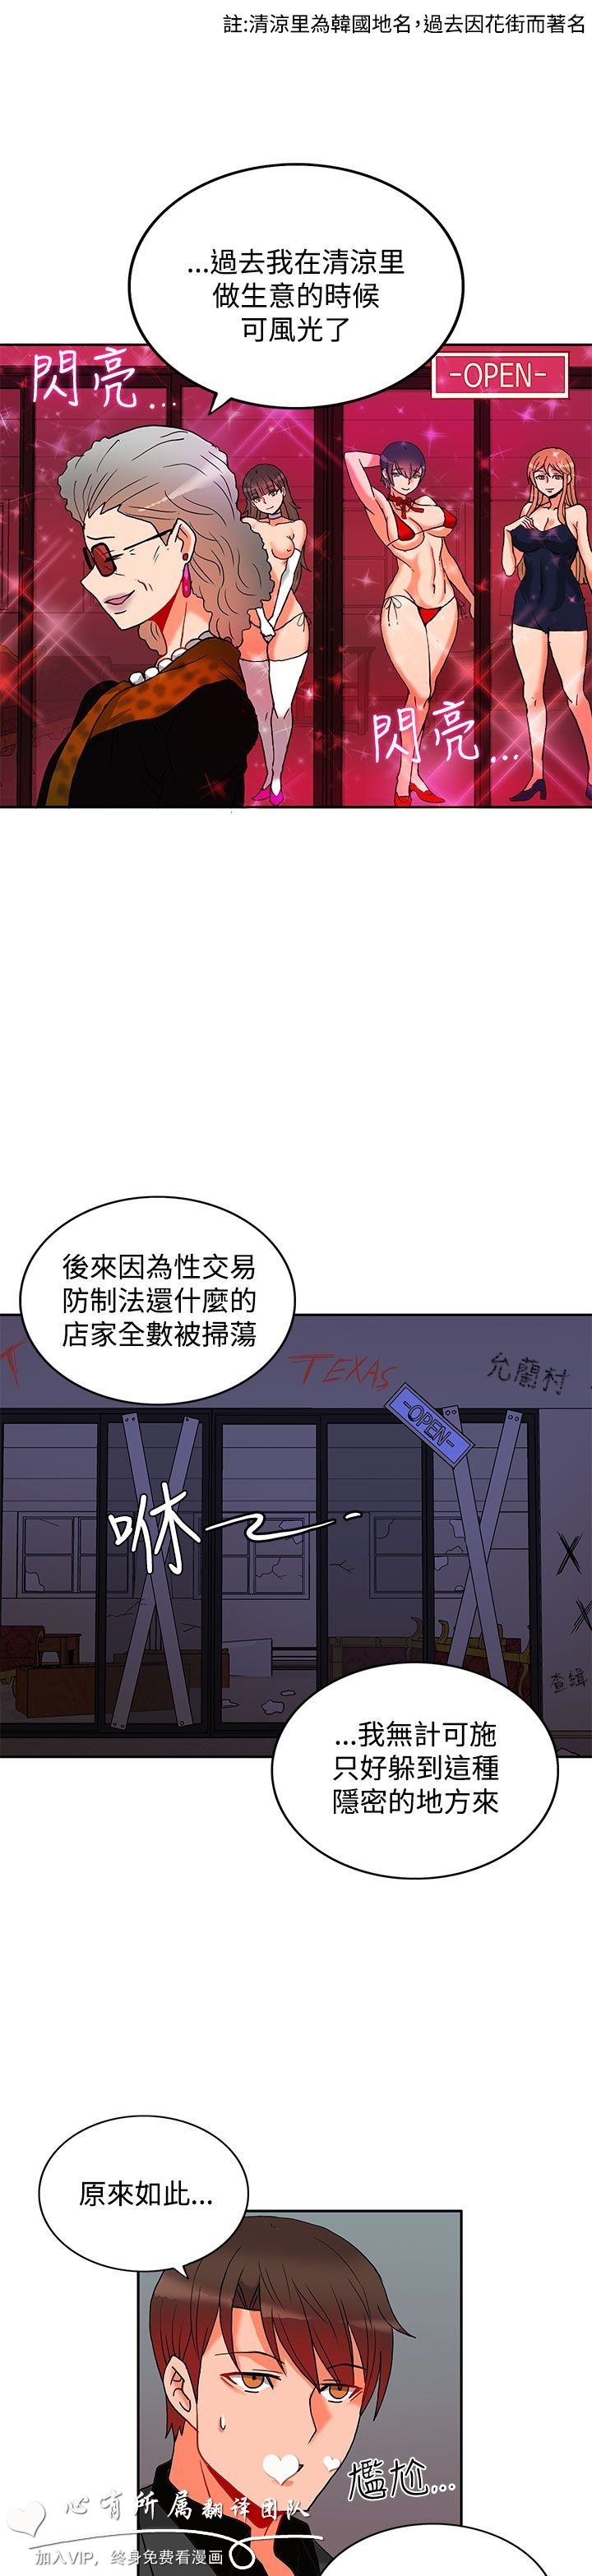 註:清涼里為韓國地名,過去因花街而著名
...過去我在清涼里
做生意的時候
可風光了
閃亮...
-OPEN-
閃亮...
後來因為性交易
防制法還什麼的
店家全數被掃蕩
TEXAS
允蘭村
-OPEN-
咻~
查緝
...我無計可施
只好躲到這種
隱密的地方來
原來如此...
尷尬...
心有所属翻译团队
加入VIP，终身免费看漫画